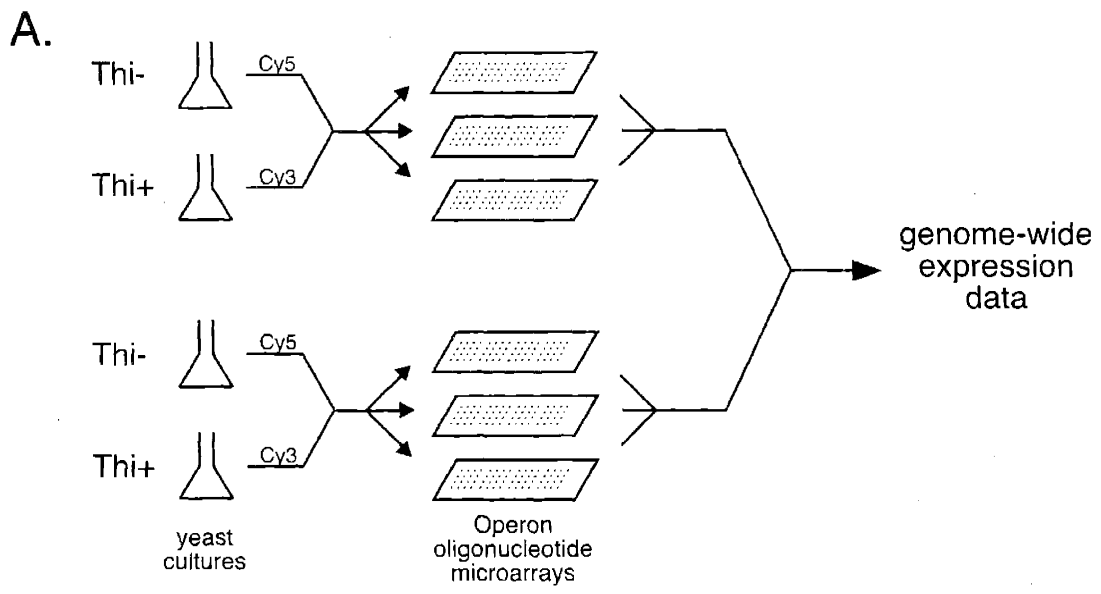 A.
Thi-
Cy5
Thi+
Cy3
genome-wide
expression
data
Thi-
Cy5
Thi+
Cy3
yeast
cultures
Operon
oligonucleotide
microarrays